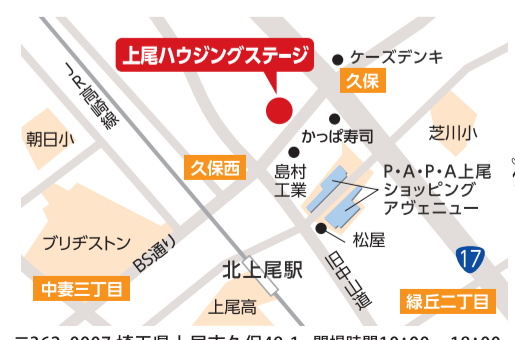 上尾ハウジングステージ
ケーズデンキ
久保
JR高崎線
朝日小
かっぱ寿司
芝川小
久保西
島村
工業
P・A・P・A上尾
ショッピング
アヴェニュー
ブリヂストン
BS通り
松屋
17
北上尾駅
旧中山道
中妻三丁目
上尾高
緑丘二丁目